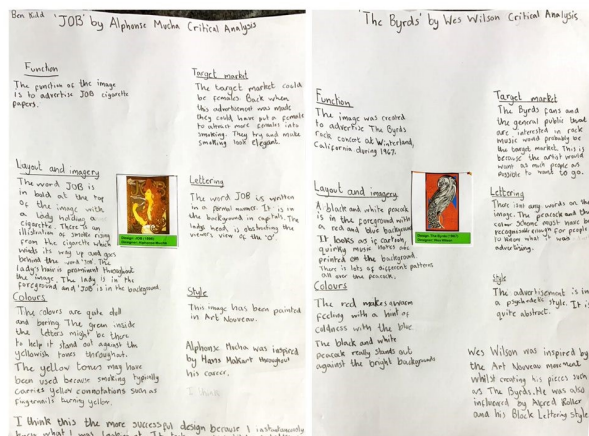 Ben Kidd 'JOB' by Alphonse Mucha Critical Analysis
Function
The function of the image
is to advertise JOB cigarette
papers.
Target market
The target market could
be females. Back when
this advertisement was made
they could have put a female
to attract more females into
smoking. They try and make
smoking look elegant.
Layout and imagery
The word JOB is
in bold at the top
of the image with
a lady holding a
cigarette. There is an
illustration of smoke rising
from the cigarette which
winds its way up and goes
behind the word 'JOB'. The
lady's hair is prominent throughout
the image. The lady is in the
foreground and 'JOB' is in the background.
Lettering
The word JOB is written
in a formal manner. It is in
the background in capitals. The
lady's head is obstructing the
viewers view of the 'O'
Colours
The colours are quite dull
and boring. The green inside
the letters might be there
to help it stand out against the
yellowish tones throughout.
The yellow tones may have
been used because smoking typically
carries yellow connotations such as
fingernails turning yellow.
Style
This image has been painted
in Art Nouveau.
Alphonse Mucha was inspired
by Hans Makart throughout
his career.
I think this the more successful design because I instantaneously
knew what I was looking at. It
'The Byrds' by Wes Wilson Critical Analysis
Function
The image was created
to advertise The Byrds
rock concert at Winterland,
California during 1967.
Target market
The Byrds fans and
the general public that
are interested in rock
music would probably be
the target market. This is
because the artist would
want as much people as
possible to want to go.
Layout and imagery
A black and white peacock
is in the foreground with
a red and blue background
It looks as if cartoon,
quirky music notes are
printed on the background.
There is lots of different patterns
all over the peacock.
Lettering
There isnt any words on the
image. The peacock and the
color scheme must have been
recognisable enough for people
to know what it was
advertising.
Colours
The red makes a warm
feeling with a hint of
coldness with the blue.
The black and white
peacock really stands out
against the bright background
Style
The advertisement is in
a psychedelic style. It is
quite abstract.
Wes Wilson was inspired by
the Art Nouveau movement
whilst creating his pieces such
as The Byrds. He was also
influenced by Alfred Roller
and his Block Lettering style